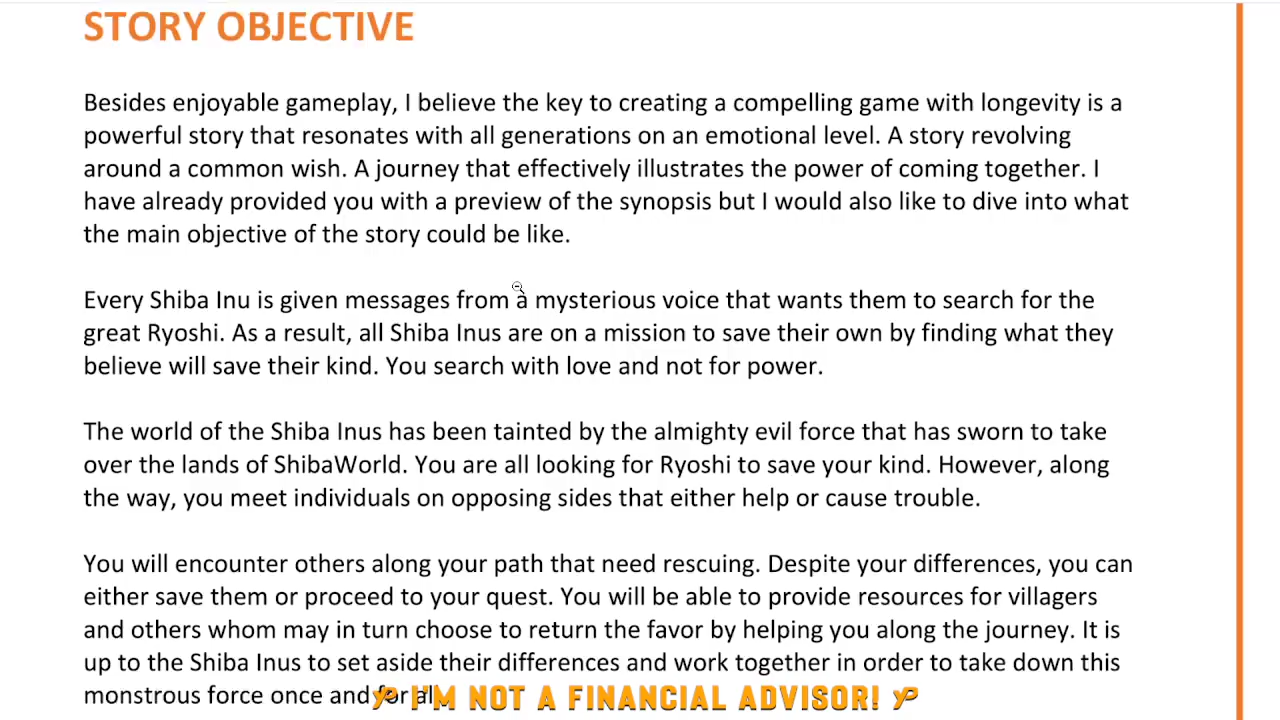 STORY OBJECTIVE
Besides enjoyable gameplay, I believe the key to creating a compelling game with longevity is a
powerful story that resonates with all generations on an emotional level. A story revolving
around a common wish. A journey that effectively illustrates the power of coming together. I
have already provided you with a preview of the synopsis but I would also like to dive into what
the main objective of the story could be like.
Every Shiba Inu is given messages from a mysterious voice that wants them to search for the
great Ryoshi. As a result, all Shiba Inus are on a mission to save their own by finding what they
believe will save their kind. You search with love and not for power.
The world of the Shiba Inus has been tainted by the almighty evil force that has sworn to take
over the lands of ShibaWorld. You are all looking for Ryoshi to save your kind. However, along
the way, you meet individuals on opposing sides that either help or cause trouble.
You will encounter others along your path that need rescuing. Despite your differences, you can
either save them or proceed to your quest. You will be able to provide resources for villagers
and others whom may in turn choose to return the favor by helping you along the journey. It is
up to the Shiba Inus to set aside their differences and work together in order to take down this
monstrous force once and for all
I'M NOT A FINANCIAL ADVISOR!